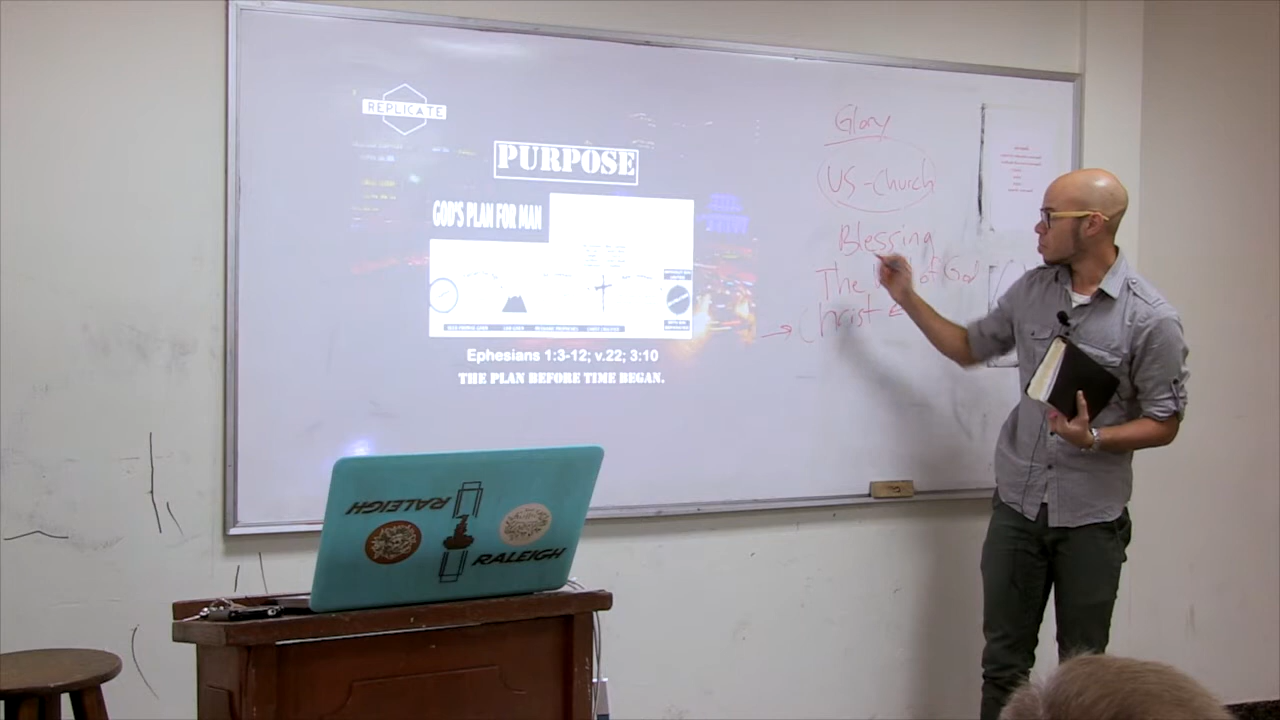 REPLICATE
PURPOSE
GOD'S PLAN FOR MAN
Ephesians 1:3-12; v.22; 3:10
THE PLAN BEFORE TIME BEGAN.
Glory
US-Church
Blessing
The of God
Christ
RALEIGH
RALEIGH